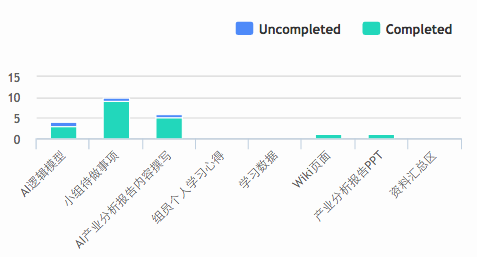 Uncompleted
Completed
15
10
5
0
AI逻辑模型
小组待做事项
AI产业分析报告内容撰写
组员个人学习心得
学习数据
Wiki页面
产业分析报告PPT
资料汇总区